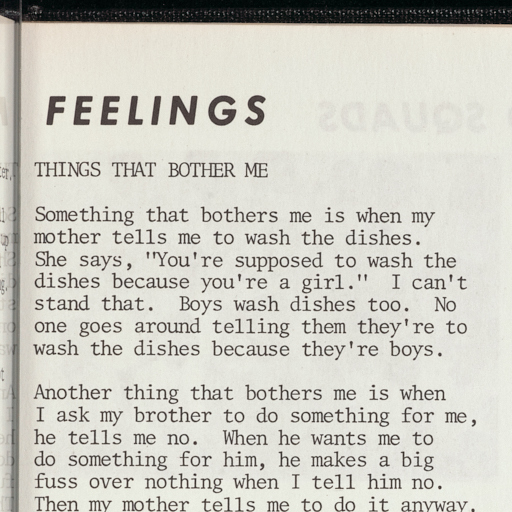 FEELINGS
THINGS THAT BOTHER ME
Something that bothers me is when my
mother tells me to wash the dishes.
She says, "You're supposed to wash the
dishes because you're a girl." I can't
stand that. Boys wash dishes too. No
one goes around telling them they're to
wash the dishes because they're boys.
Another thing that bothers me is when
I ask my brother to do something for me,
he tells me no. When he wants me to
do something for him, he makes a big
fuss over nothing when I tell him no.
Then my mother tells me to do it anyway.